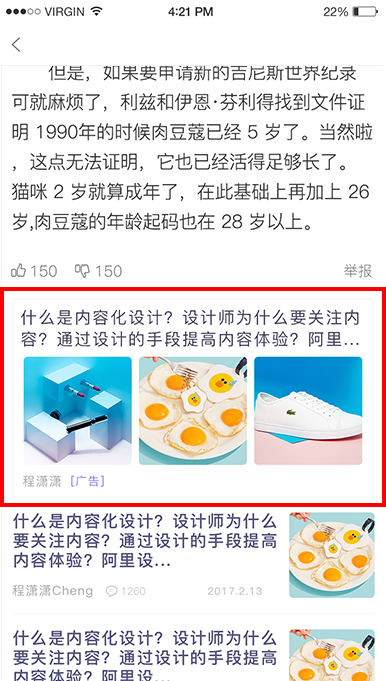 VIRGIN 4:21 PM 22%
但是，如果要申请新的吉尼斯世界纪录
可就麻烦了，利兹和伊恩·芬利得找到文件证
明 1990年的时候肉豆蔻已经 5 岁了。当然啦
，这点无法证明，它也已经活得足够长了。
猫咪 2 岁就算成年了，在此基础上再加上 26
岁,肉豆蔻的年龄起码也在 28 岁以上。
150 150 举报
什么是内容化设计？设计师为什么要关注内
容？通过设计的手段提高内容体验？阿里...
程潇潇 [广告]
什么是内容化设计？设计师为什么
要关注内容？通过设计的手段提高
内容体验？阿里设...
程潇潇Cheng 1260 2017.2.13
什么是内容化设计？设计师为什么
要关注内容？通过设计的手段提高
内容体验？阿里设...